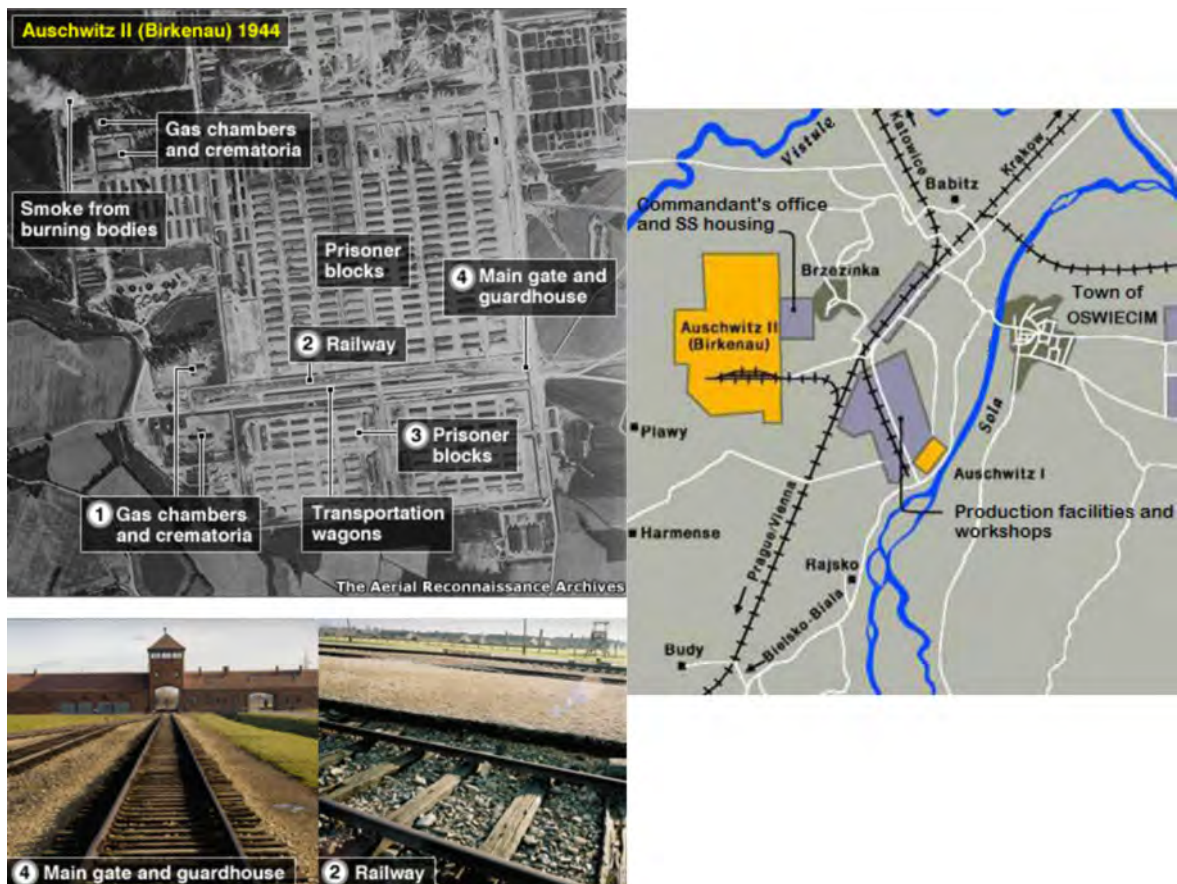 Auschwitz II (Birkenau) 1944
Gas chambers
and crematoria
Smoke from
burning bodies
Prisoner
blocks
4 Main gate and
guardhouse
2 Railway
3 Prisoner
blocks
1 Gas chambers
and crematoria
Transportation
wagons
The Aerial Reconnaissance Archives
4 Main gate and guardhouse
2 Railway
Vistule
Katowice
Krakow
Babitz
Commandant's office
and SS housing
Brzezinka
Town of
OSWIECIM
Auschwitz II
(Birkenau)
Sola
Plawy
Auschwitz I
Production facilities and
workshops
Harmense
Prague/Vienna
Rajsko
Bielsko-Biala
Budy